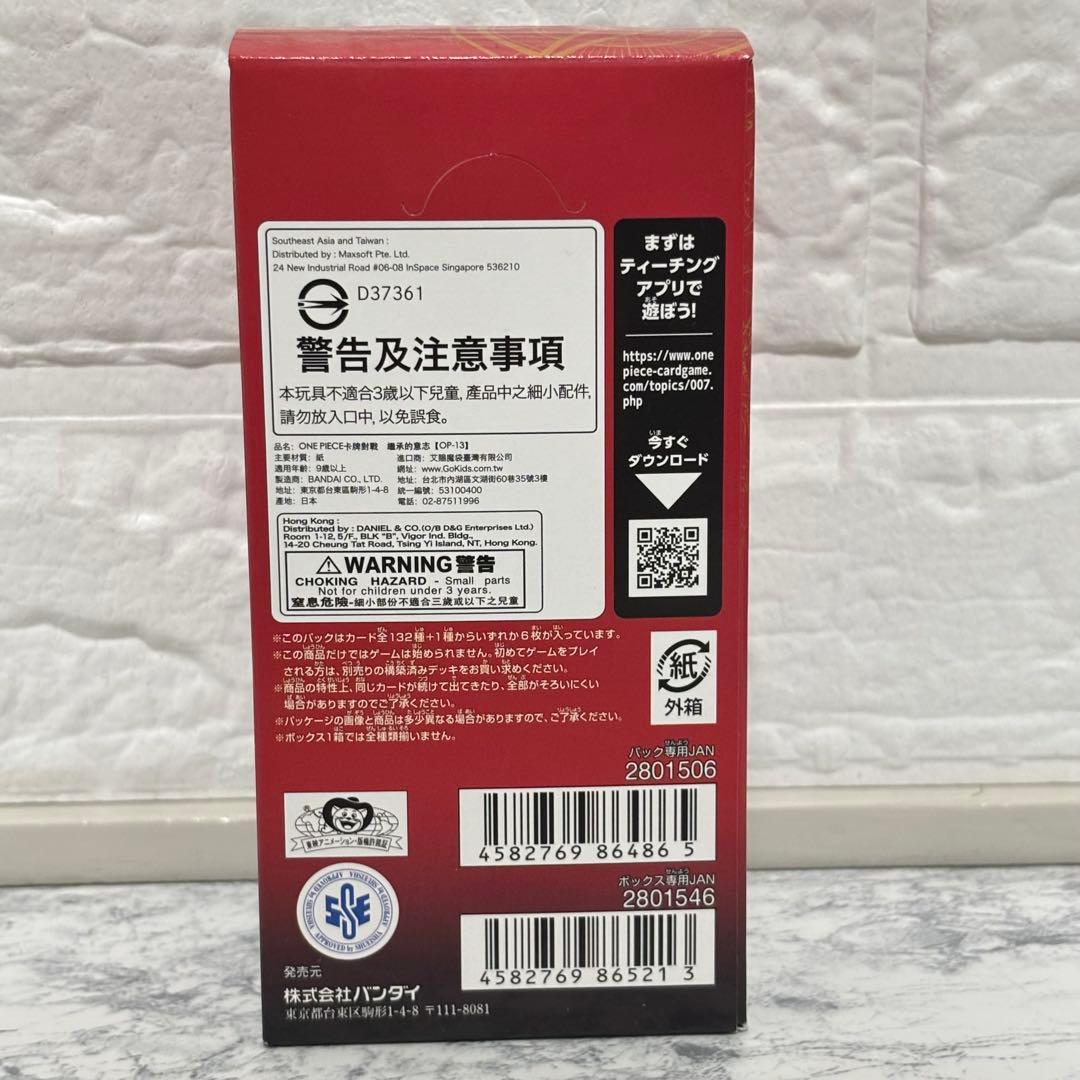 Southeast Asia and Taiwan :
Distributed by : Maxsoft Pte. Ltd.
24 New Industrial Road #06-08 InSpace Singapore 536210
D37361
警告及注意事項
本玩具不適合3歲以下兒童, 產品中之細小配件,
請勿放入口中, 以免誤食。
品名: ONE PIECE卡牌對戰 繼承的意志【OP-13】
主要材質: 紙
適用年齡: 9歲以上
製造商: BANDAI CO., LTD.
地址: 東京都台東區駒形1-4-8
產地: 日本
進口商: 艾賜魔袋臺灣有限公司
網址: www.GoKids.com.tw
地址: 台北市內湖區文湖街60巷35號3樓
統一編號: 53100400
電話: 02-87511996
Hong Kong :
Distributed by : DANIEL & CO.(O/B D&G Enterprises Ltd.)
Room 1-12, 5/F., BLK "B", Vigor Ind. Bldg.,
14-20 Cheung Tat Road, Tsing Yi Island, NT, Hong Kong.
WARNING 警告
CHOKING HAZARD - Small parts
Not for children under 3 years.
窒息危險-細小部份不適合三歲或以下之兒童
まずは
ティーチング
アプリで
遊ぼう!
https://www.one
piece-cardgame.
com/topics/007.
php
今すぐ
ダウンロード
※このパックはカード全132種+1種からいずれか6枚が入っています。
※この商品だけではゲームは始められません。初めてゲームをプレイ
される方は、別売りの構築済みデッキをお買い求めください。
※商品の特性上、同じカードが続けて出てきたり、全部がそろいにくい
場合がありますのでご了承ください。
※パッケージの画像と商品は多少異なる場合がありますので、ご了承ください。
※ボックス1箱では全種類揃いません。
紙
外箱
パック専用JAN
2801506
4582769 86486 5
ボックス専用JAN
2801546
4582769 86521 3
東映アニメーション・版権許諾証
APPROVED by SHUEISHA
SSE
発売元
株式会社バンダイ
東京都台東区駒形1-4-8 〒111-8081